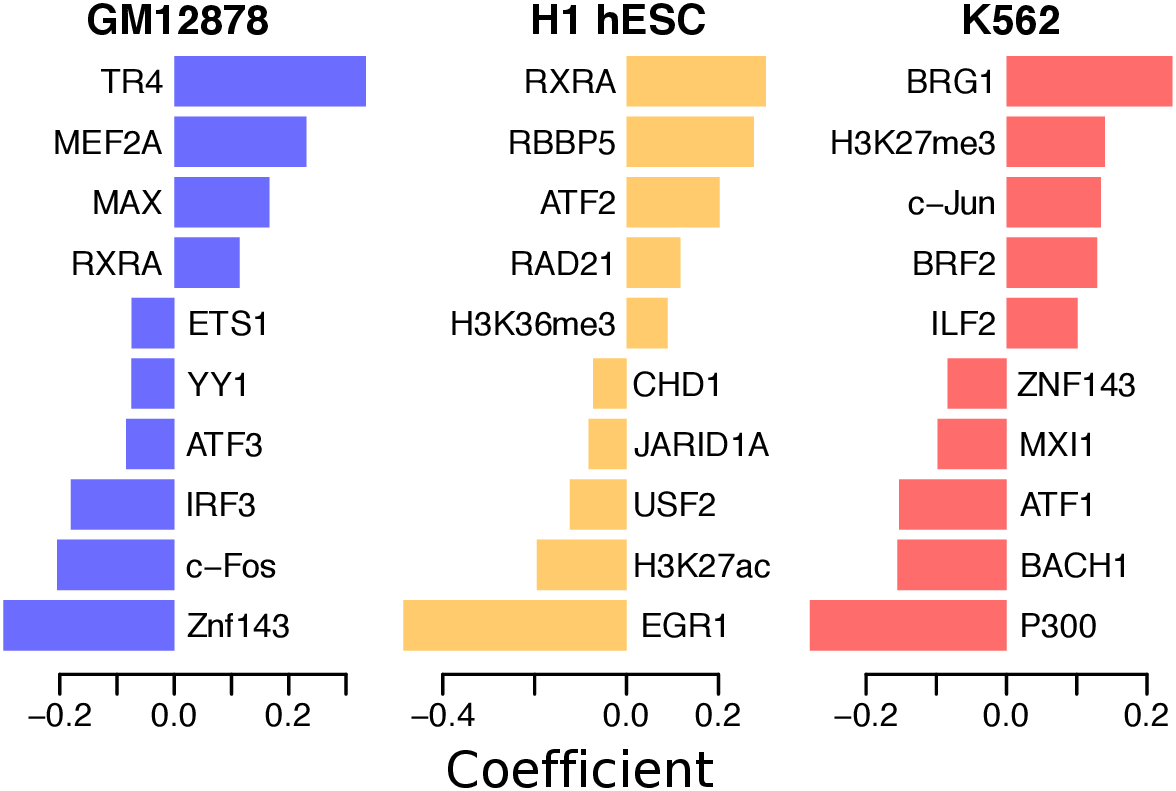 GM12878 H1 hESC K562
TR4 RXRA BRG1
MEF2A RBBP5 H3K27me3
MAX ATF2 c−Jun
RXRA RAD21 BRF2
ETS1 H3K36me3 ILF2
YY1 CHD1 ZNF143
ATF3 JARID1A MXI1
IRF3 USF2 ATF1
c−Fos H3K27ac BACH1
Znf143 EGR1 P300
−0.2 0.0 0.2 −0.4 0.0 0.2 −0.2 0.0 0.2
Coefficient